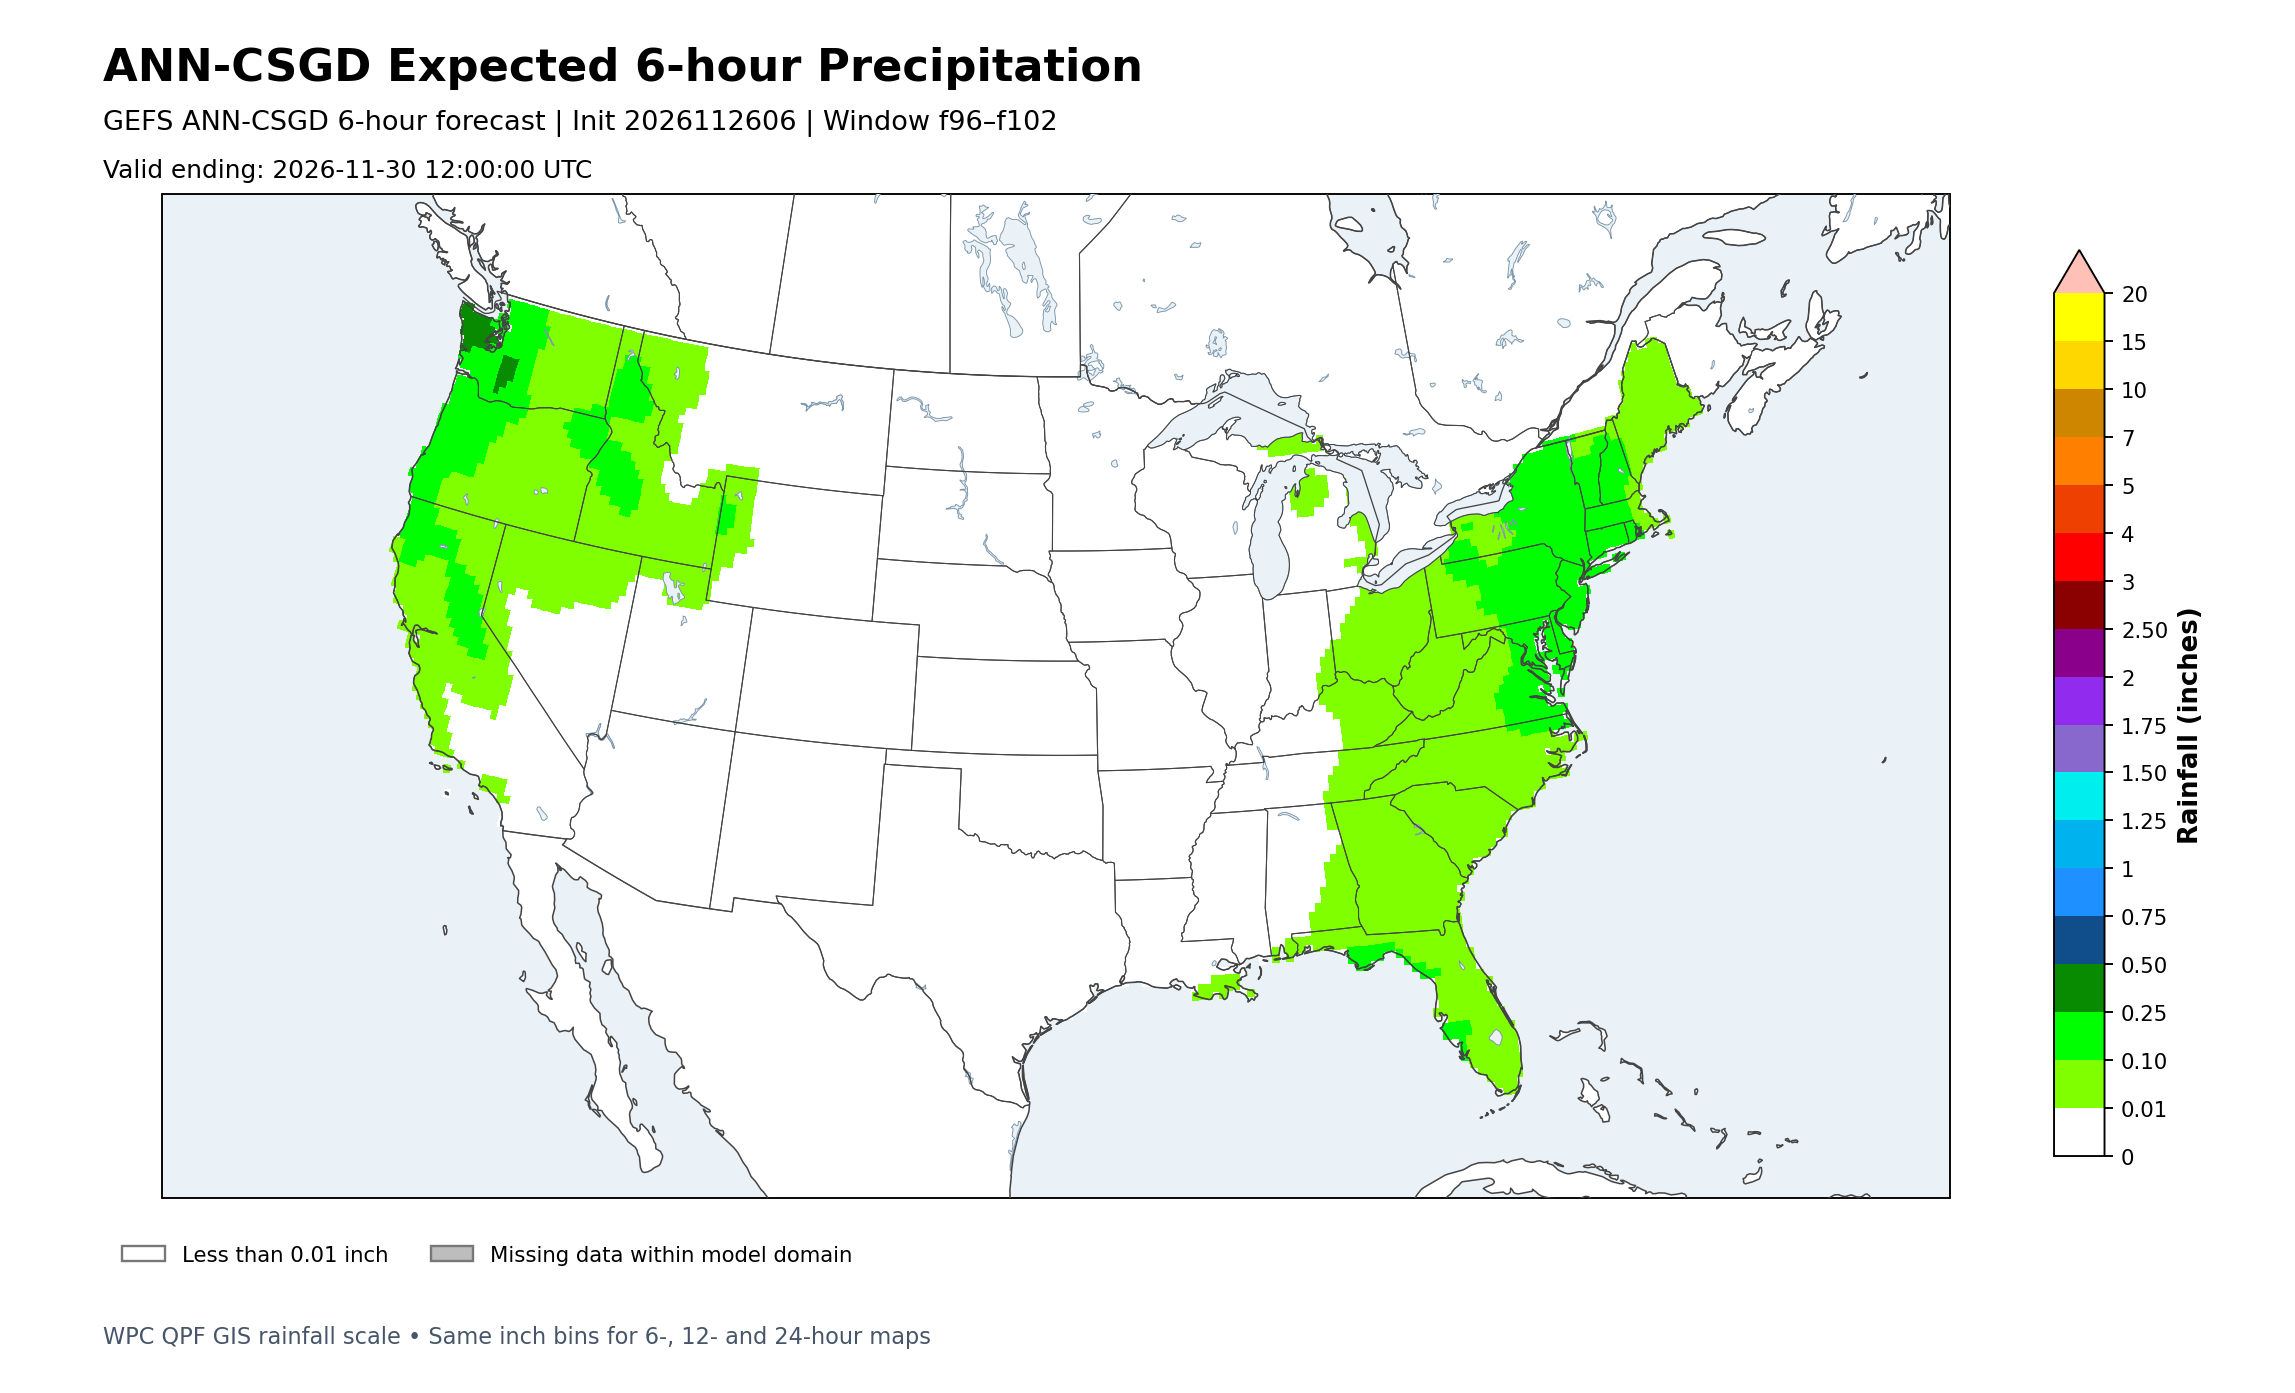 ANN-CSGD Expected 6-hour Precipitation
GEFS ANN-CSGD 6-hour forecast | Init 2026112606 | Window f96–f102
Valid ending: 2026-11-30 12:00:00 UTC
20
15
10
7
5
4
3
2.50
2
1.75
1.50
1.25
1
0.75
0.50
0.25
0.10
0.01
0
Rainfall (inches)
Less than 0.01 inch
Missing data within model domain
WPC QPF GIS rainfall scale • Same inch bins for 6-, 12- and 24-hour maps